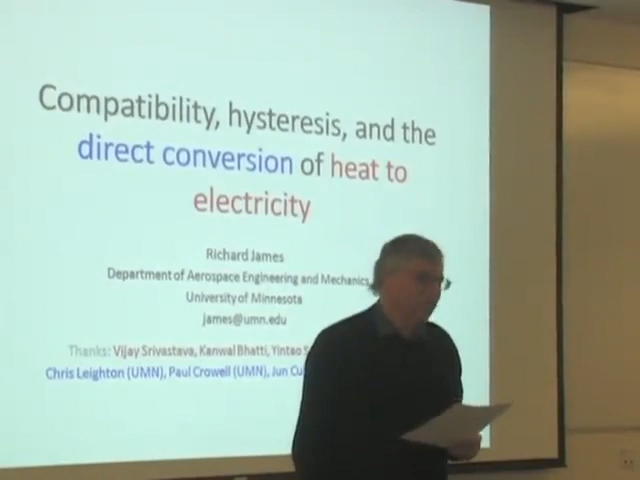 Compatibility, hysteresis, and the
direct conversion of heat to
electricity
Richard James
Department of Aerospace Engineering and Mechanics
University of Minnesota
james@umn.edu
Thanks: Vijay Srivastava, Kanwal Bhatti, Yintao
Chris Leighton (UMN), Paul Crowell (UMN), Jun